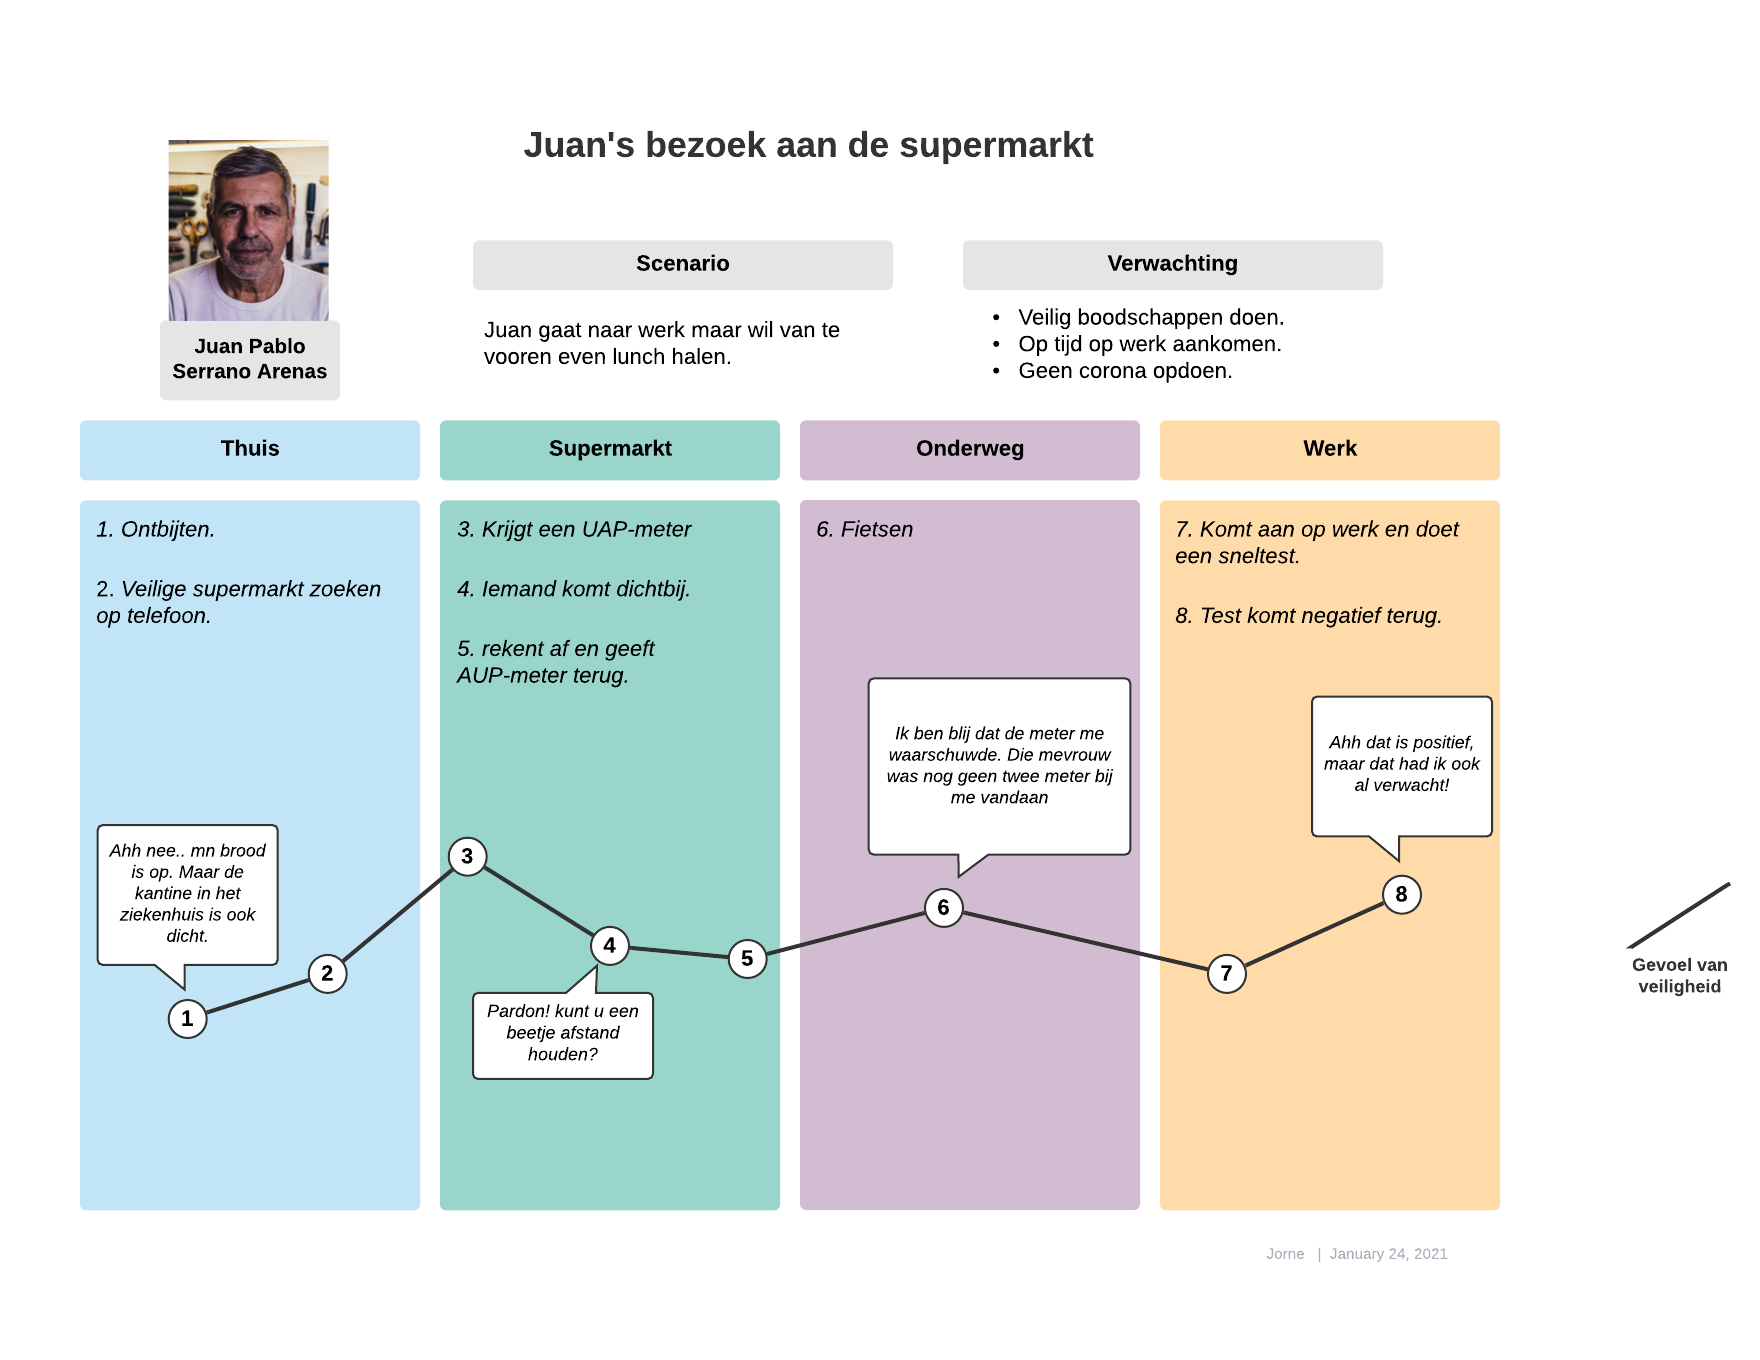 Juan's bezoek aan de supermarkt
Juan Pablo
Serrano Arenas
Scenario
Juan gaat naar werk maar wil van te
vooren even lunch halen.
Verwachting
• Veilig boodschappen doen.
• Op tijd op werk aankomen.
• Geen corona opdoen.
Thuis
Supermarkt
Onderweg
Werk
1. Ontbijten.
2. Veilige supermarkt zoeken
op telefoon.
Ahh nee.. mn brood
is op. Maar de
kantine in het
ziekenhuis is ook
dicht.
1
2
3. Krijgt een UAP-meter
4. Iemand komt dichtbij.
5. rekent af en geeft
AUP-meter terug.
3
4
5
Pardon! kunt u een
beetje afstand
houden?
6. Fietsen
Ik ben blij dat de meter me
waarschuwde. Die mevrouw
was nog geen twee meter bij
me vandaan
6
7. Komt aan op werk en doet
een sneltest.
8. Test komt negatief terug.
Ahh dat is positief,
maar dat had ik ook
al verwacht!
7
8
Gevoel van
veiligheid
Jorne | January 24, 2021